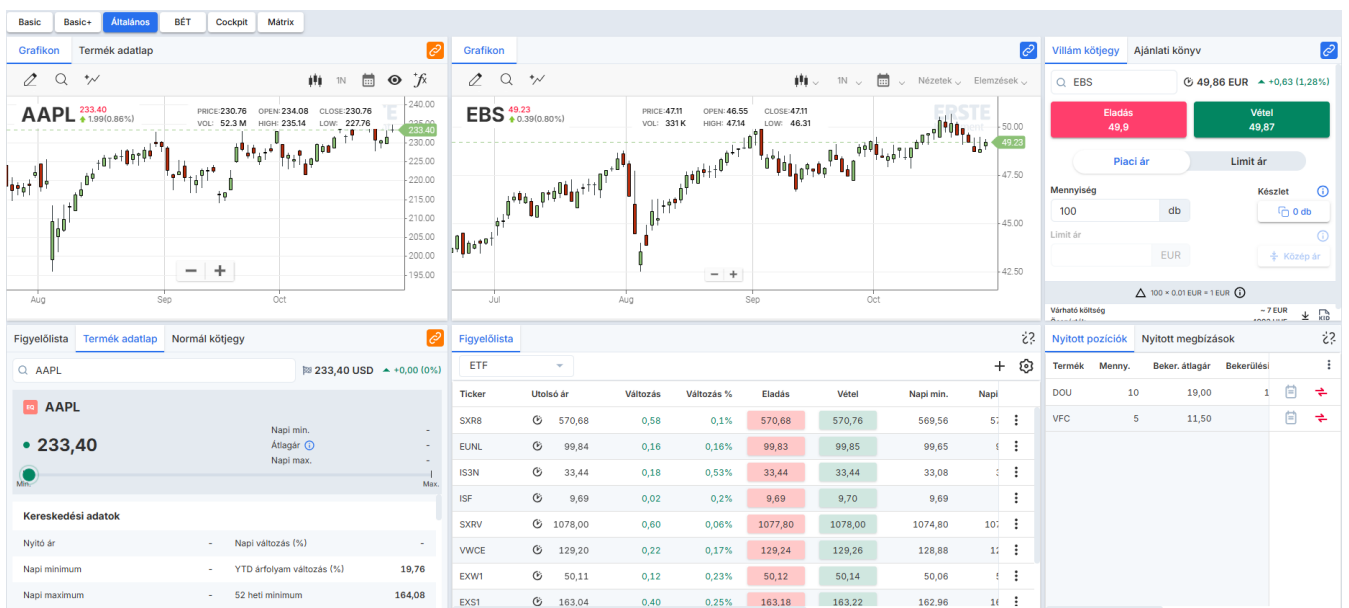 Basic Basic+ Általános BÉT Cockpit Mátrix
Grafikon Termék adatlap
1N fx
AAPL 233.40 1.99(0.86%)
PRICE:230.76 OPEN:234.08 CLOSE:230.76
VOL: 52.3 M HIGH: 235.14 LOW: 227.76
240.00
235.00
233.40
230.00
225.00
220.00
215.00
210.00
205.00
200.00
195.00
Aug Sep Oct
Grafikon
1N Nézetek Elemzések
EBS 49.23 0.39(0.80%)
PRICE:47.11 OPEN: 46.55 CLOSE:47.11
VOL: 331 K HIGH: 47.14 LOW: 46.31
ERSTE
50.00
49.23
47.50
45.00
42.50
Jul Aug Sep Oct
Villám kötjegy Ajánlati könyv
EBS 49,86 EUR +0,63 (1,28%)
Eladás Vétel
49,9 49,87
Piaci ár Limit ár
Mennyiség Készlet
100 db 0 db
Limit ár
EUR Közép ár
100 × 0.01 EUR = 1 EUR
Várható költség ~ 7 EUR
KID
Figyelőlista Termék adatlap Normál kötjegy
AAPL 233,40 USD +0,00 (0%)
EQ AAPL
233,40
Napi min. -
Átlagár -
Napi max. -
Min. Max.
Kereskedési adatok
Nyitó ár - Napi változás (%) -
Napi minimum - YTD árfolyam változás (%) 19,76
Napi maximum - 52 heti minimum 164,08
Figyelőlista
ETF
Ticker Utolsó ár Változás Változás % Eladás Vétel Napi min. Napi
SXR8 570,68 0,58 0,1% 570,68 570,76 569,56
EUNL 99,84 0,16 0,16% 99,83 99,85 99,65
IS3N 33,44 0,18 0,53% 33,44 33,44 33,08
ISF 9,69 0,02 0,2% 9,69 9,70 9,69
SXRV 1078,00 0,60 0,06% 1077,80 1078,00 1074,80
VWCE 129,20 0,22 0,17% 129,24 129,26 128,88
EXW1 50,11 0,12 0,23% 50,12 50,14 50,06
EXS1 163,04 0,40 0,25% 163,18 163,22 162,96
Nyitott pozíciók Nyitott megbízások
Termék Menny. Beker. átlagár Bekerülési
DOU 10 19,00 1
VFC 5 11,50